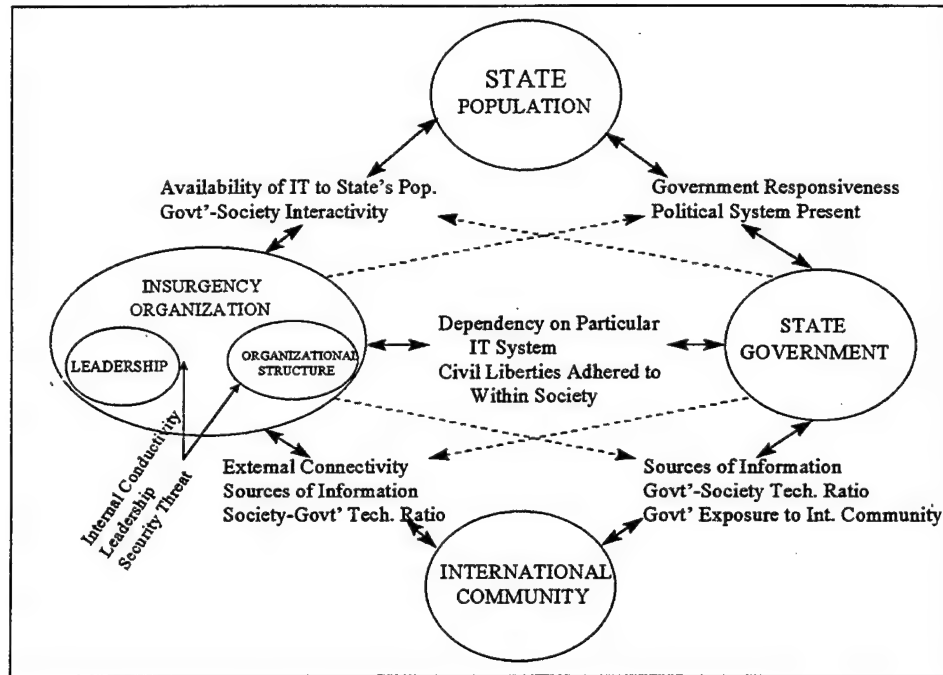 STATE
POPULATION
Availability of IT to State's Pop.
Govt'-Society Interactivity
Government Responsiveness
Political System Present
INSURGENCY
ORGANIZATION
LEADERSHIP
ORGANIZATIONAL
STRUCTURE
Dependency on Particular
IT System
Civil Liberties Adhered to
Within Society
STATE
GOVERNMENT
Internal Conductivity
Leadership
Security Threat
External Connectivity
Sources of Information
Society-Govt' Tech. Ratio
Sources of Information
Govt'-Society Tech. Ratio
Govt' Exposure to Int. Community
INTERNATIONAL
COMMUNITY